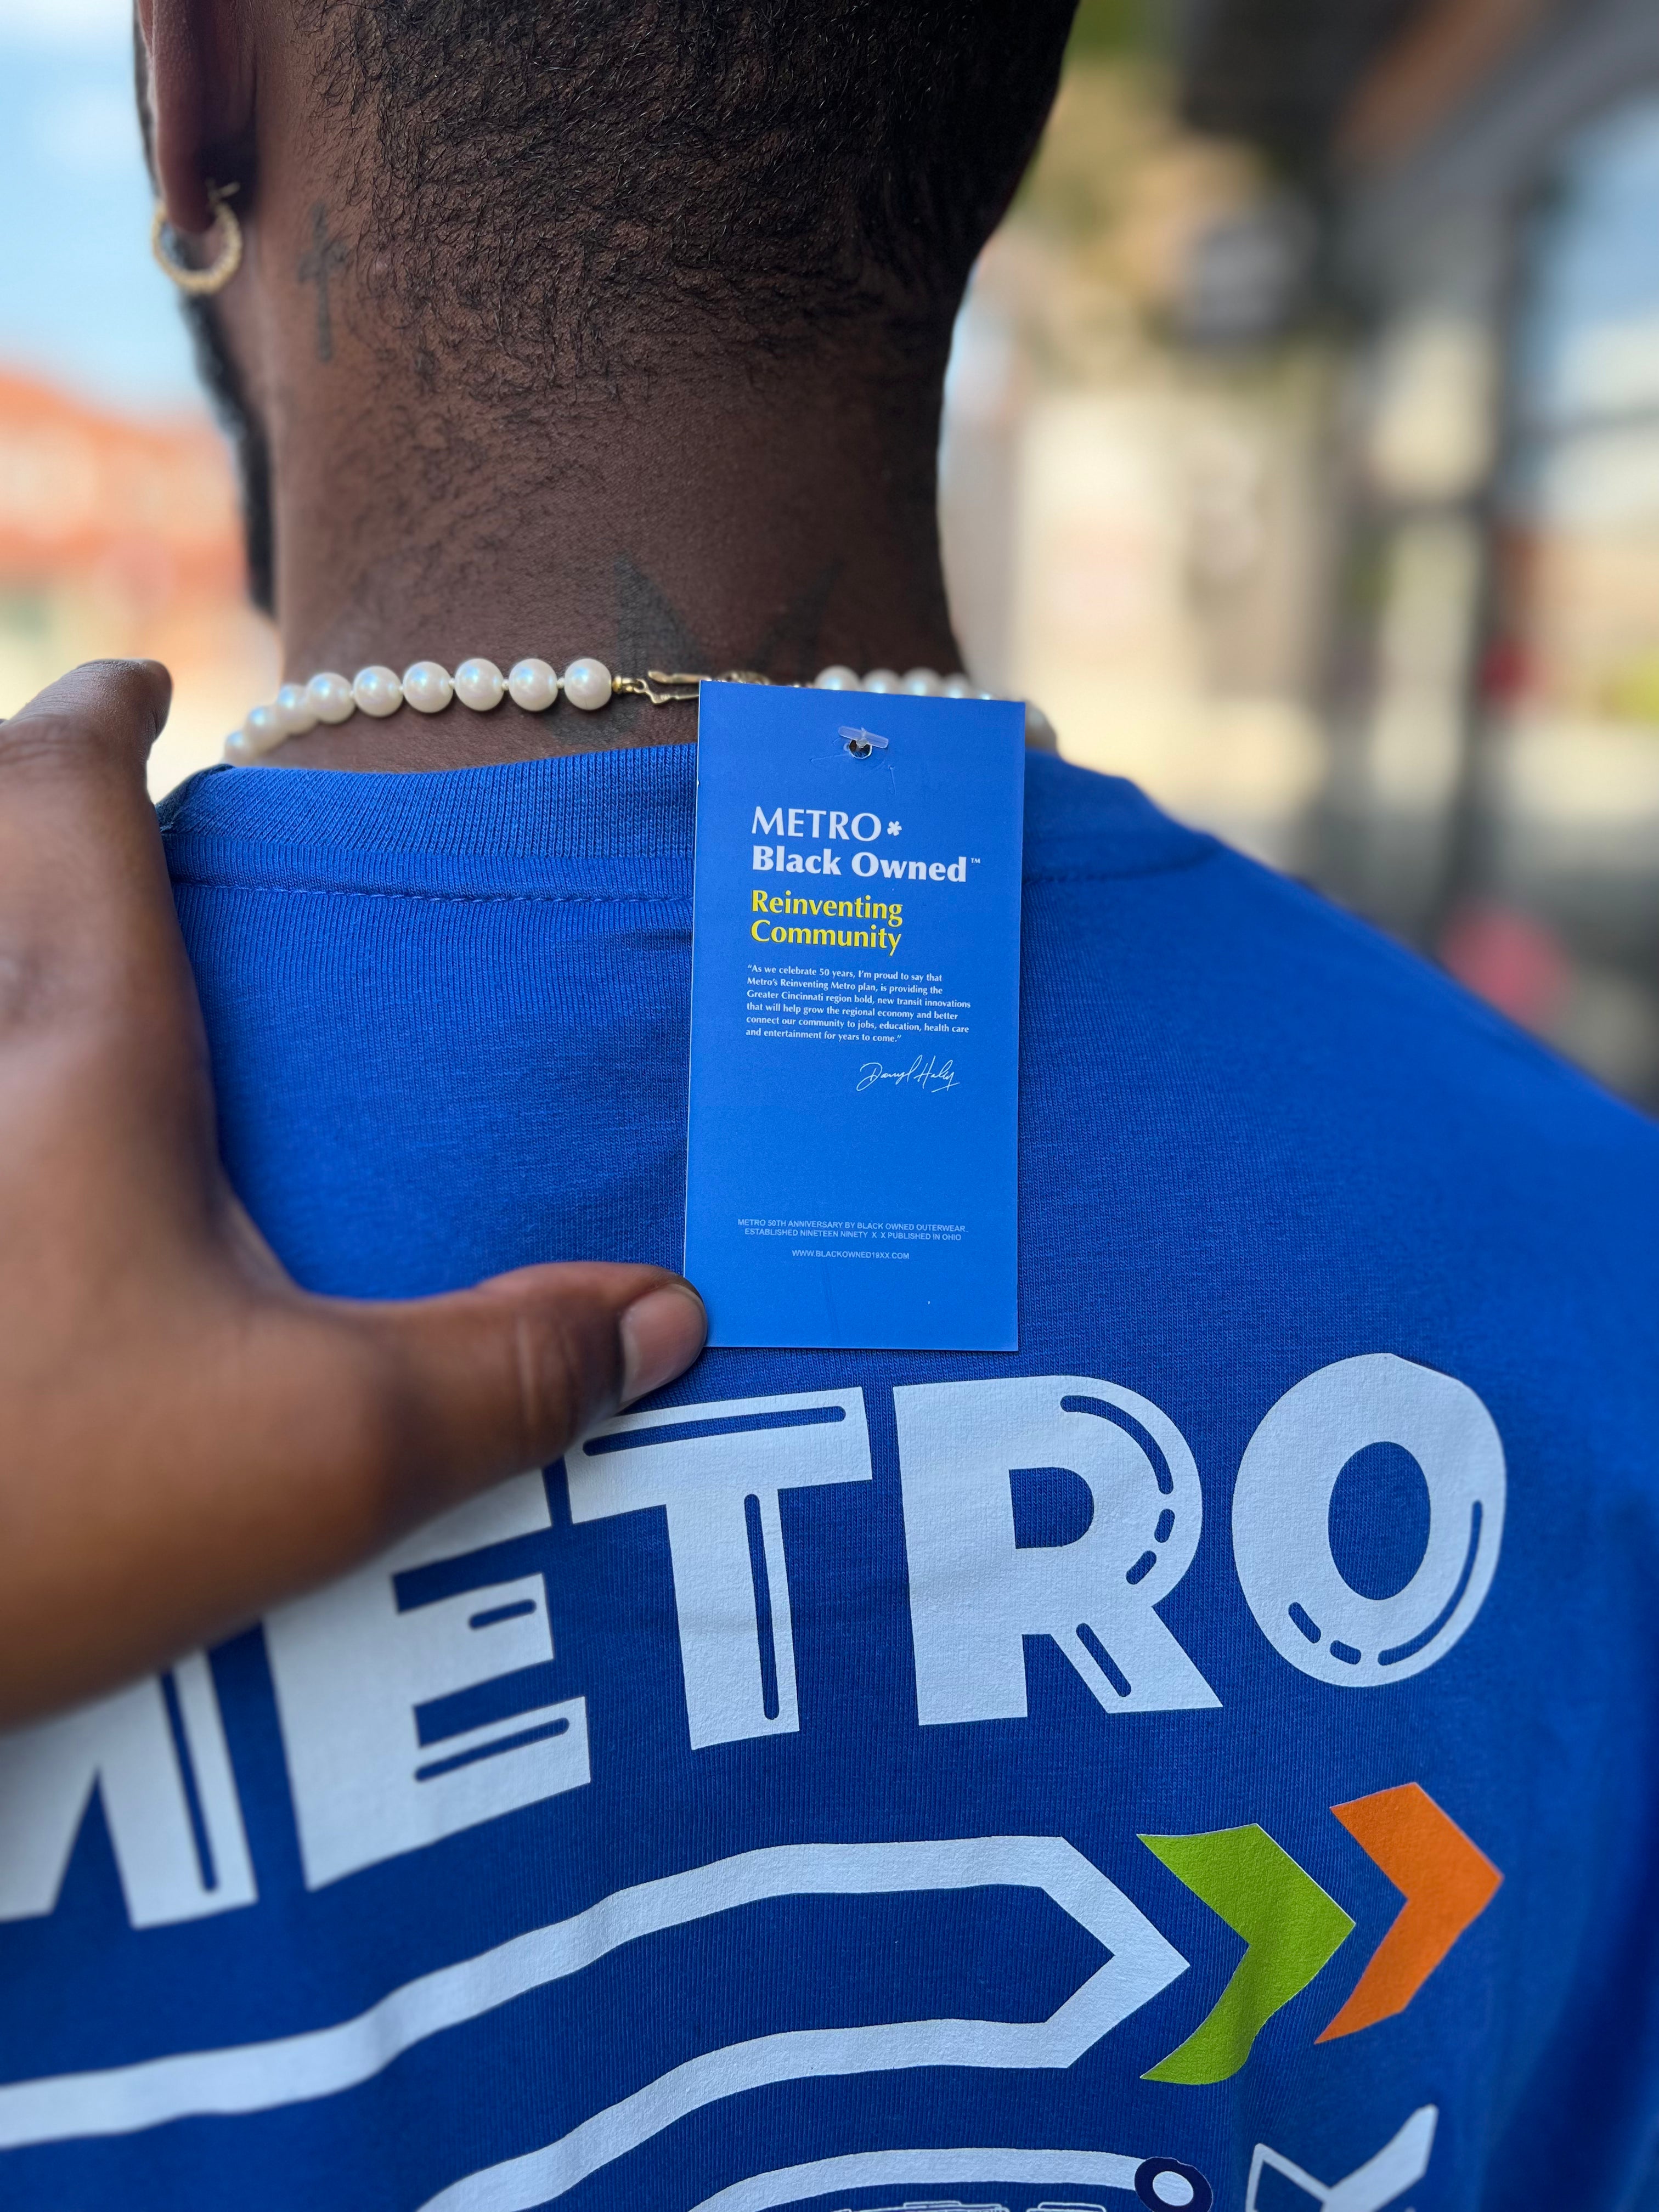 METRO*
Black Owned™
Reinventing
Community
“As we celebrate 50 years, I’m proud to say that
Metro’s Reinventing Metro plan, is providing the
Greater Cincinnati region bold, new transit innovations
that will help grow the regional economy and better
connect our community to jobs, education, health care
and entertainment for years to come.”
Darryl Haley
METRO 50TH ANNIVERSARY BY BLACK OWNED OUTERWEAR.
ESTABLISHED NINETEEN NINETY X X PUBLISHED IN OHIO
WWW.BLACKOWNED19XX.COM
METRO